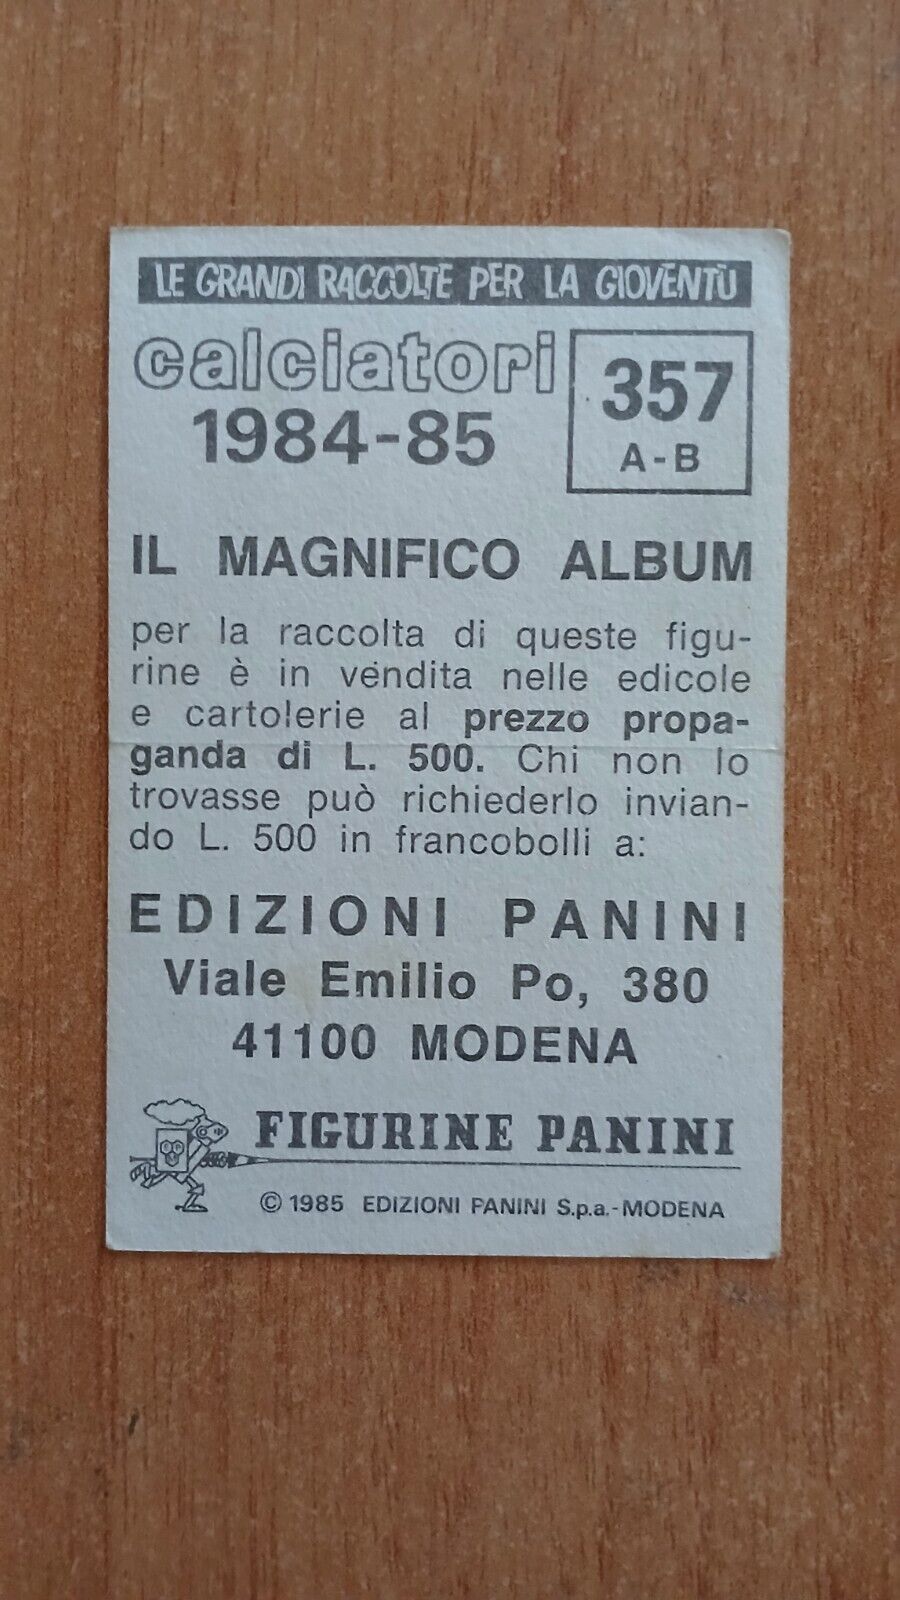 LE GRANDI RACCOLTE PER LA GIOVENTÙ
calciatori
1984-85
357
A-B
IL MAGNIFICO ALBUM
per la raccolta di queste figu-
rine è in vendita nelle edicole
e cartolerie al prezzo propa-
ganda di L. 500. Chi non lo
trovasse può richiederlo invian-
do L. 500 in francobolli a:
EDIZIONI PANINI
Viale Emilio Po, 380
41100 MODENA
FIGURINE PANINI
© 1985 EDIZIONI PANINI S.p.a.-MODENA